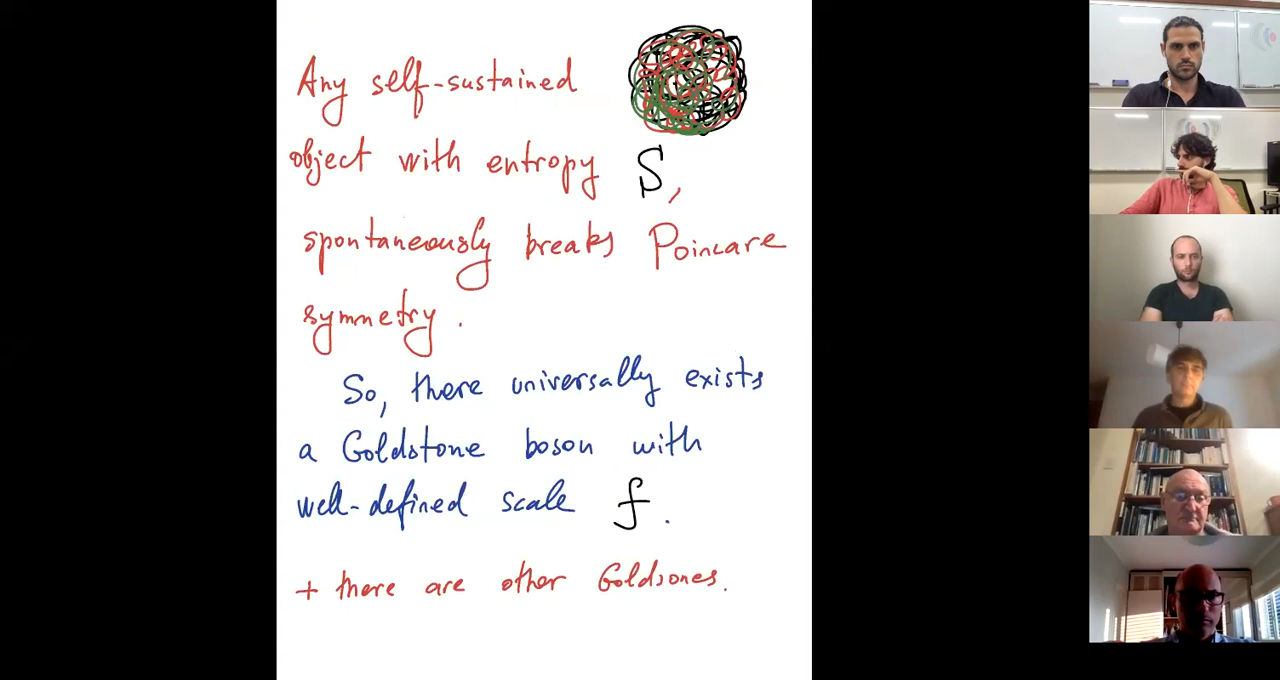 Any self-sustained
object with entropy S,
spontaneously breaks Poincare
symmetry.
So, there universally exists
a Goldstone boson with
well-defined scale f.
+ there are other Goldsones.